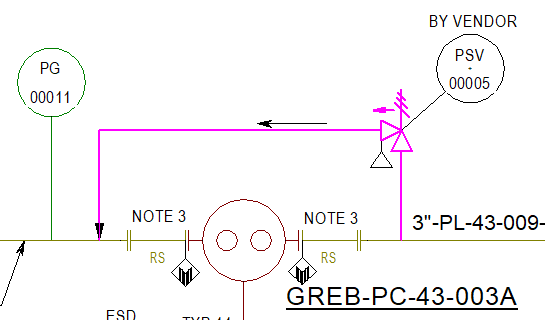 BY VENDOR
PG
00011
PSV
00005
NOTE 3
NOTE 3
3"-PL-43-009-
RS
RS
GREB-PC-43-003A
ESD